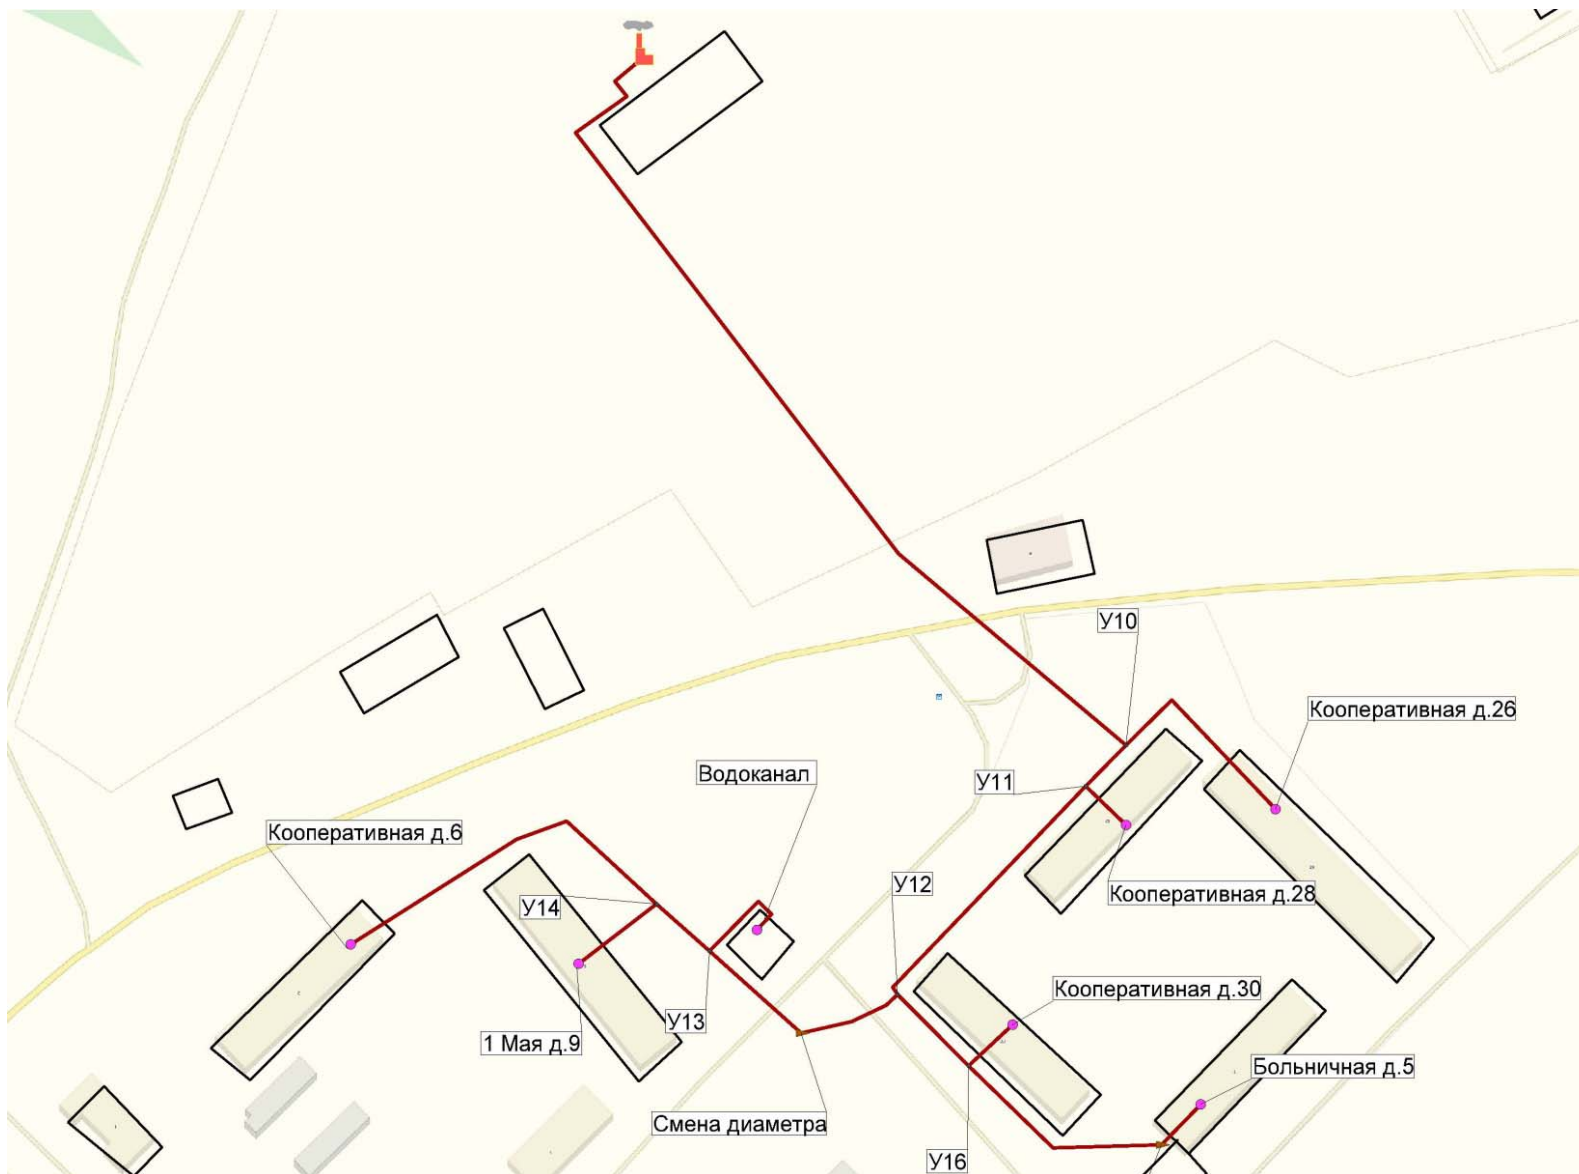 У10
Кооперативная д.26
Водоканал
У11
Кооперативная д.6
У12
Кооперативная д.28
У14
Кооперативная д.30
У13
1 Мая д.9
Больничная д.5
Смена диаметра
У16